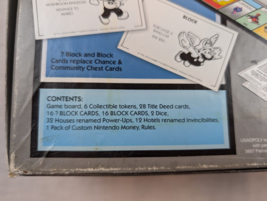 BLOCK
? Block and Block
Cards replace Chance &
Community Chest Cards
CONTENTS:
Game board, 6 Collectible tokens, 28 Title Deed cards,
16 ? BLOCK CARDS, 16 BLOCK CARDS, 2 Dice,
32 Houses renamed Power-Ups, 12 Hotels renamed Invincibilities,
1 Pack of Custom Nintendo Money, Rules.